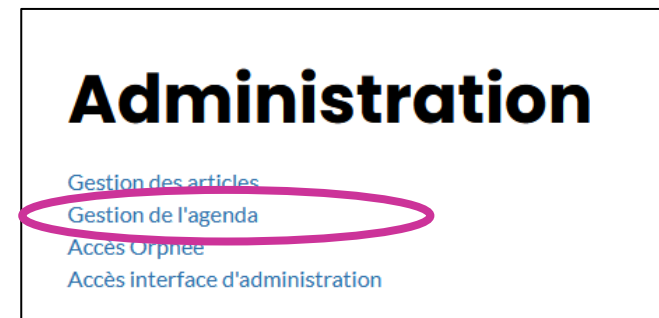 Administration
Gestion des articles
Gestion de l'agenda
Accès Orphée
Accès interface d'administration